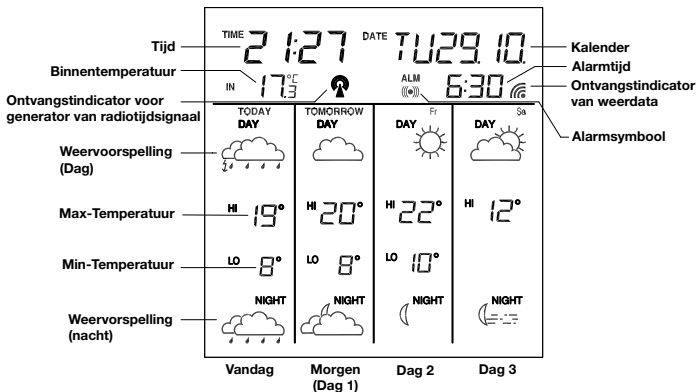 TIME 21:27 DATE TU29.10.
IN 17.3°C ALM 6:30
TODAY TOMORROW Fr Sa
DAY DAY DAY DAY
HI 19° HI 20° HI 22° HI 12°
LO 8° LO 8° LO 10°
NIGHT NIGHT NIGHT NIGHT
Tijd
Binnentemperatuur
Ontvangstindicator voor
generator van radiotijdsignaal
Weervoorspelling
(Dag)
Max-Temperatuur
Min-Temperatuur
Weervoorspelling
(nacht)
Kalender
Alarmtijd
Ontvangstindicator
van weerdata
Alarmsymbool
Vandag
Morgen
(Dag 1)
Dag 2
Dag 3